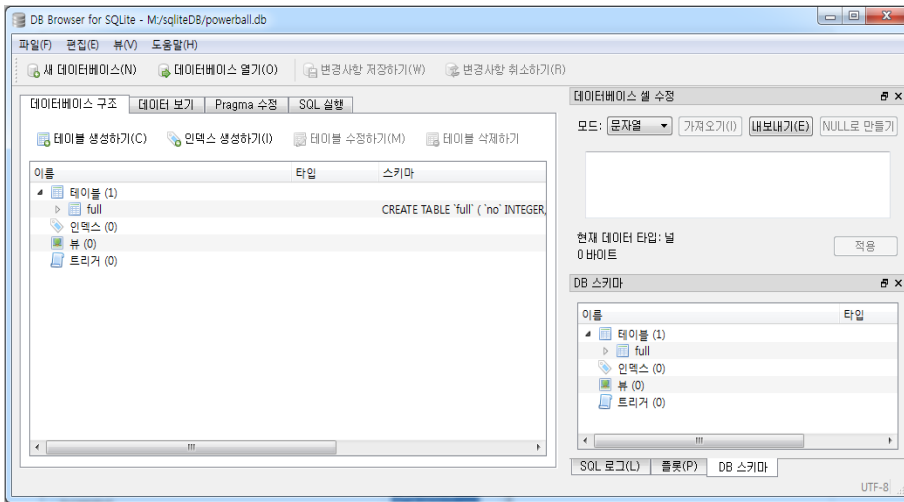 DB Browser for SQLite - M:/sqliteDB/powerball.db
파일(F) 편집(E) 뷰(V) 도움말(H)
새 데이터베이스(N) 데이터베이스 열기(O) 변경사항 저장하기(W) 변경사항 취소하기(R)
데이터베이스 구조 데이터 보기 Pragma 수정 SQL 실행
테이블 생성하기(C) 인덱스 생성하기(I) 테이블 수정하기(M) 테이블 삭제하기
이름 타입 스키마
테이블 (1)
full CREATE TABLE `full` ( `no` INTEGER,
인덱스 (0)
뷰 (0)
트리거 (0)
데이터베이스 셀 수정
모드: 문자열 가져오기(I) 내보내기(E) NULL로 만들기
현재 데이터 타입: 널
0 바이트
적용
DB 스키마
이름 타입
테이블 (1)
full
인덱스 (0)
뷰 (0)
트리거 (0)
SQL 로그(L) 플롯(P) DB 스키마
UTF-8